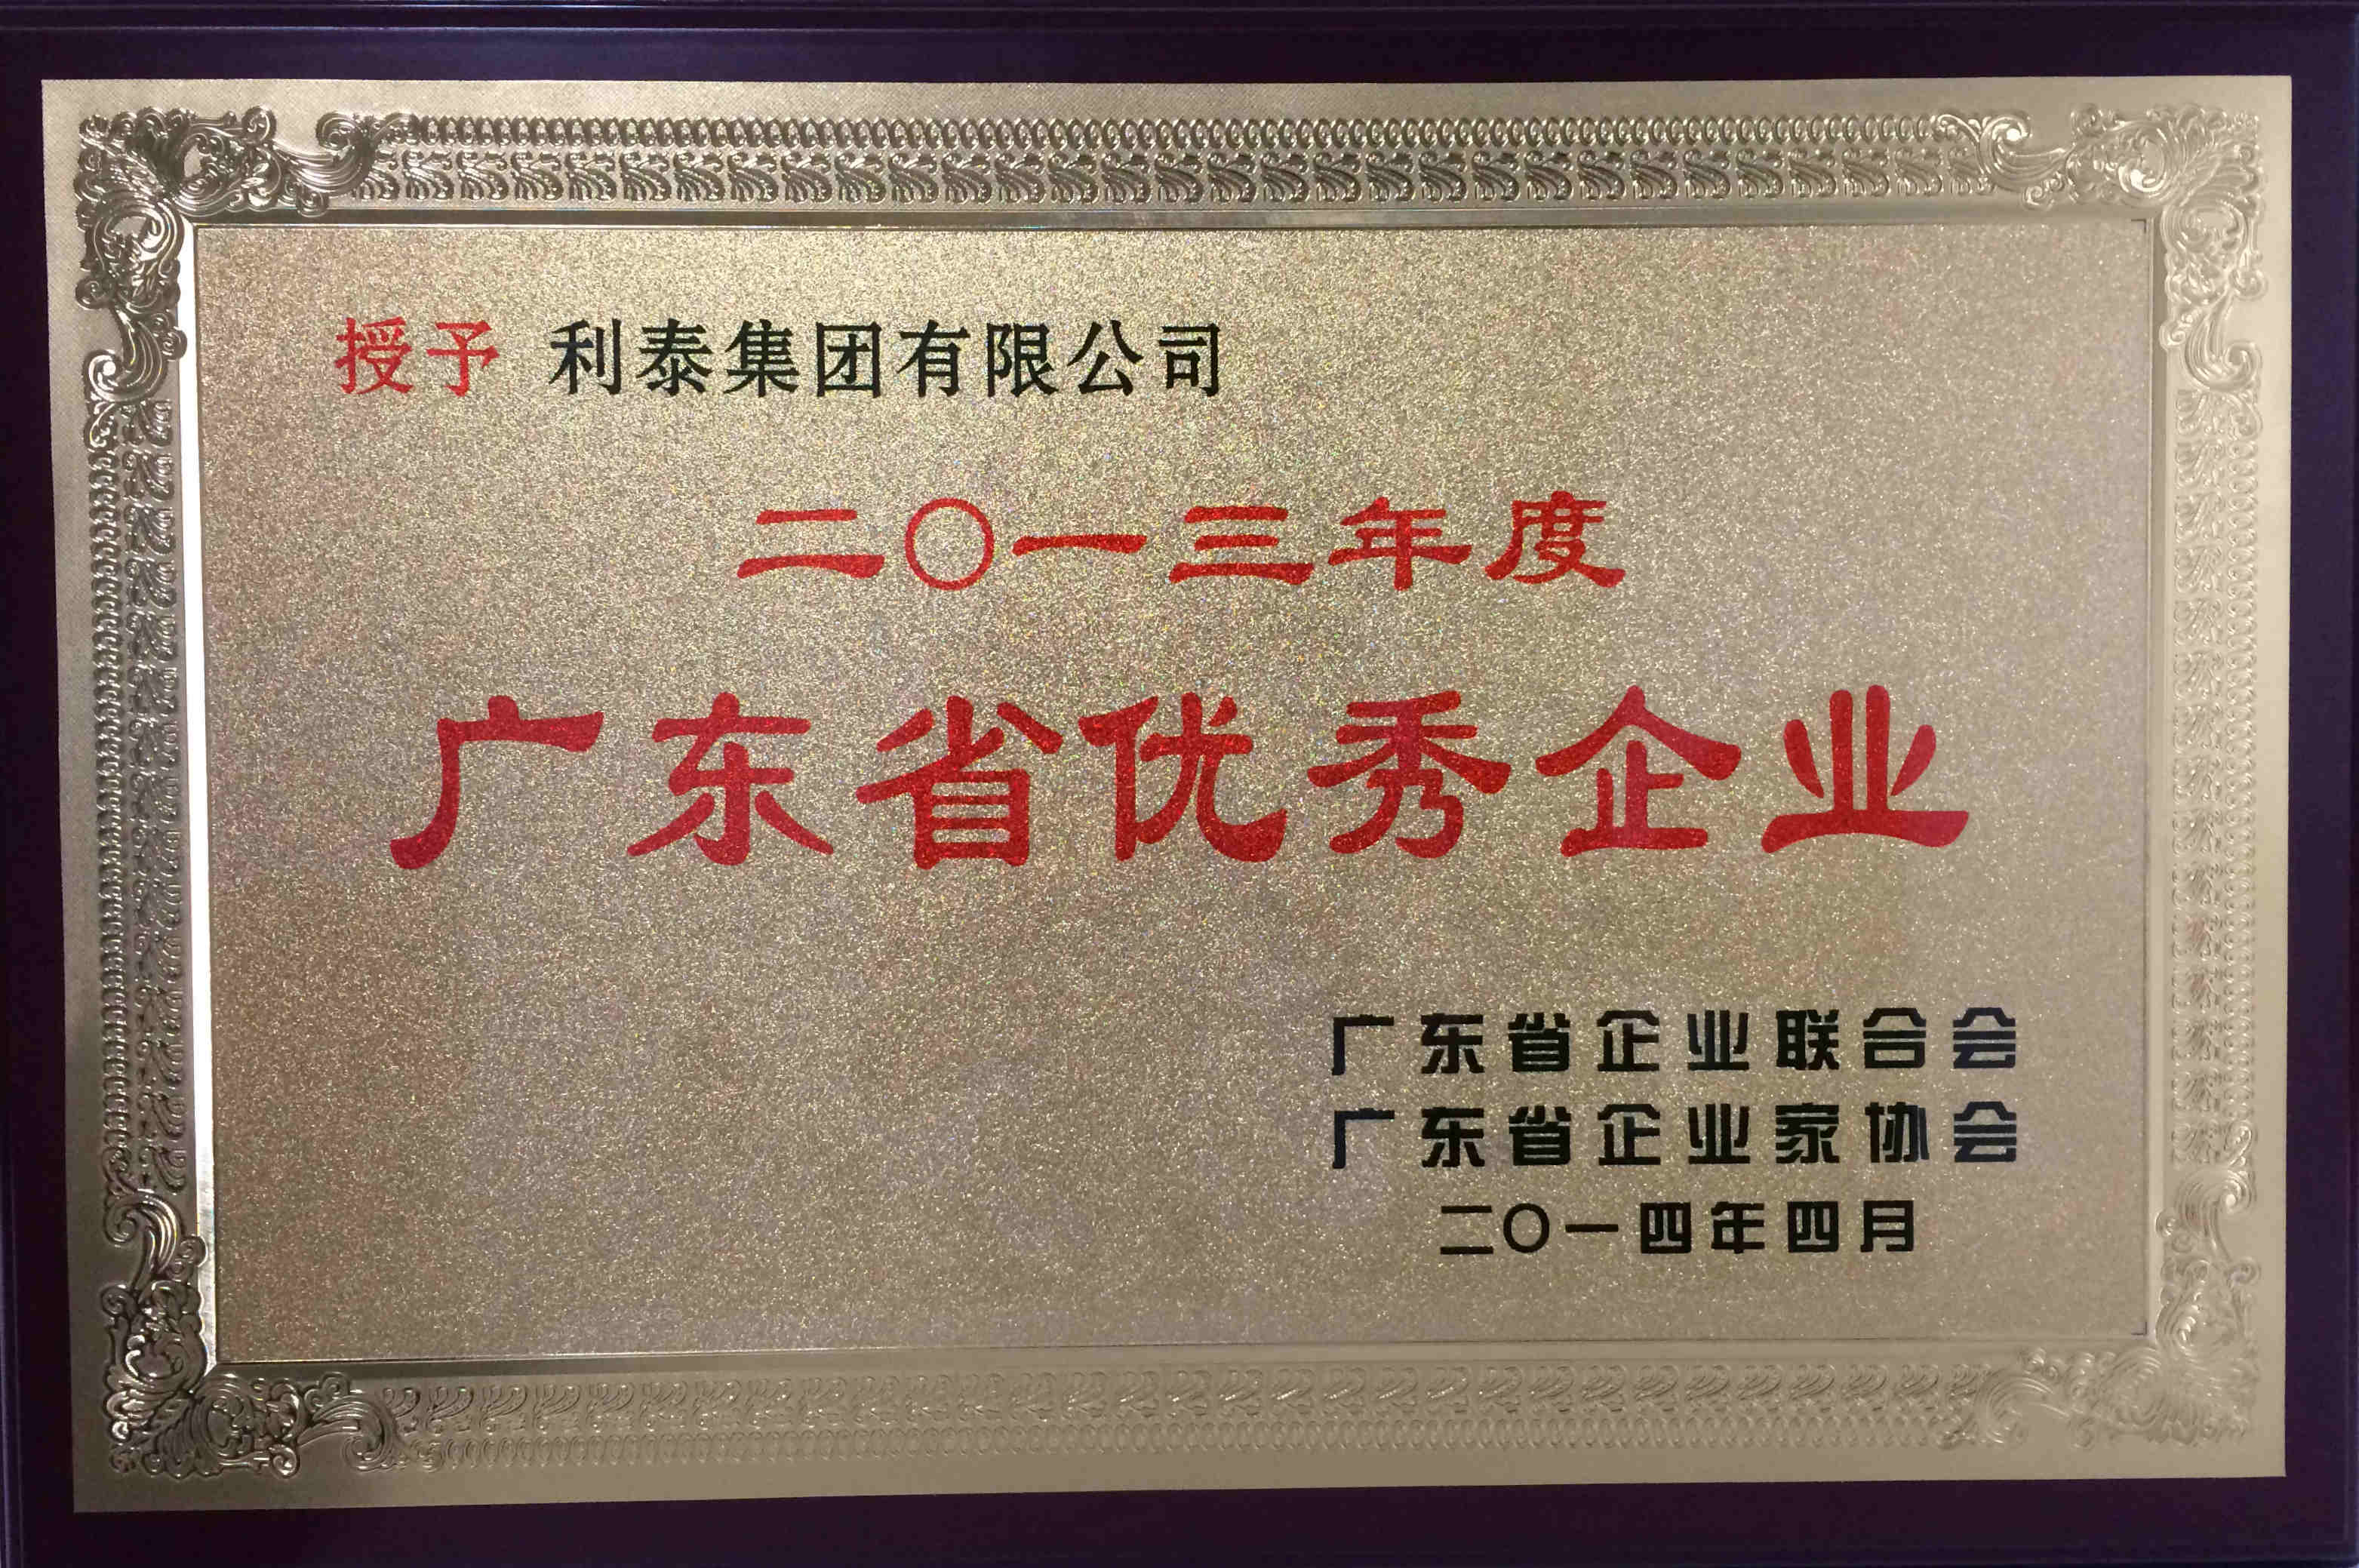 授予 利泰集团有限公司
二〇一三年度
广东省优秀企业
广东省企业联合会
广东省企业家协会
二〇一四年四月